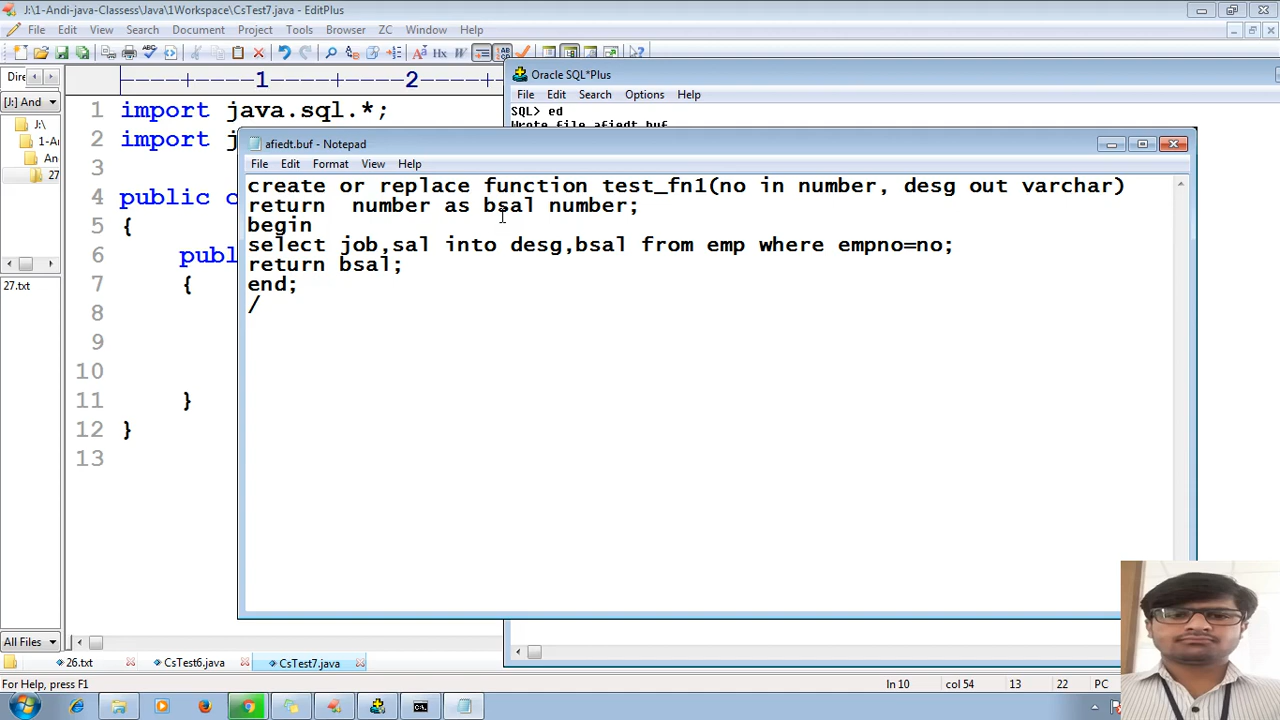 J:\1-Andi-java-Classess\Java\1Workspace\CsTest7.java - EditPlus
File Edit View Search Document Project Tools Browser ZC Window Help
Dire
[J:] And
J:\
1-A
An
27
27.txt
All Files
----+----1----+----2----
1 import java.sql.*;
2 import j
3
4 public c
5 {
6 publ
7 {
8
9
10
11 }
12 }
13
Oracle SQL*Plus
File Edit Search Options Help
SQL> ed
Wrote file afiedt.buf
afiedt.buf - Notepad
File Edit Format View Help
create or replace function test_fn1(no in number, desg out varchar)
return  number as bsal number;
begin
select job,sal into desg,bsal from emp where empno=no;
return bsal;
end;
/
26.txt CsTest6.java CsTest7.java
For Help, press F1 ln 10 col 54 13 22 PC